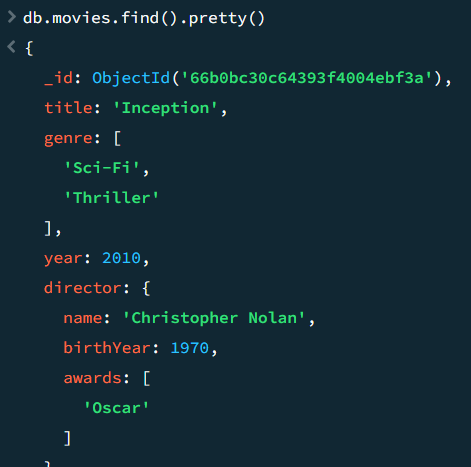 > db.movies.find().pretty()
< {
_id: ObjectId('66b0bc30c64393f4004ebf3a'),
title: 'Inception',
genre: [
'Sci-Fi',
'Thriller'
],
year: 2010,
director: {
name: 'Christopher Nolan',
birthYear: 1970,
awards: [
'Oscar'
]
}